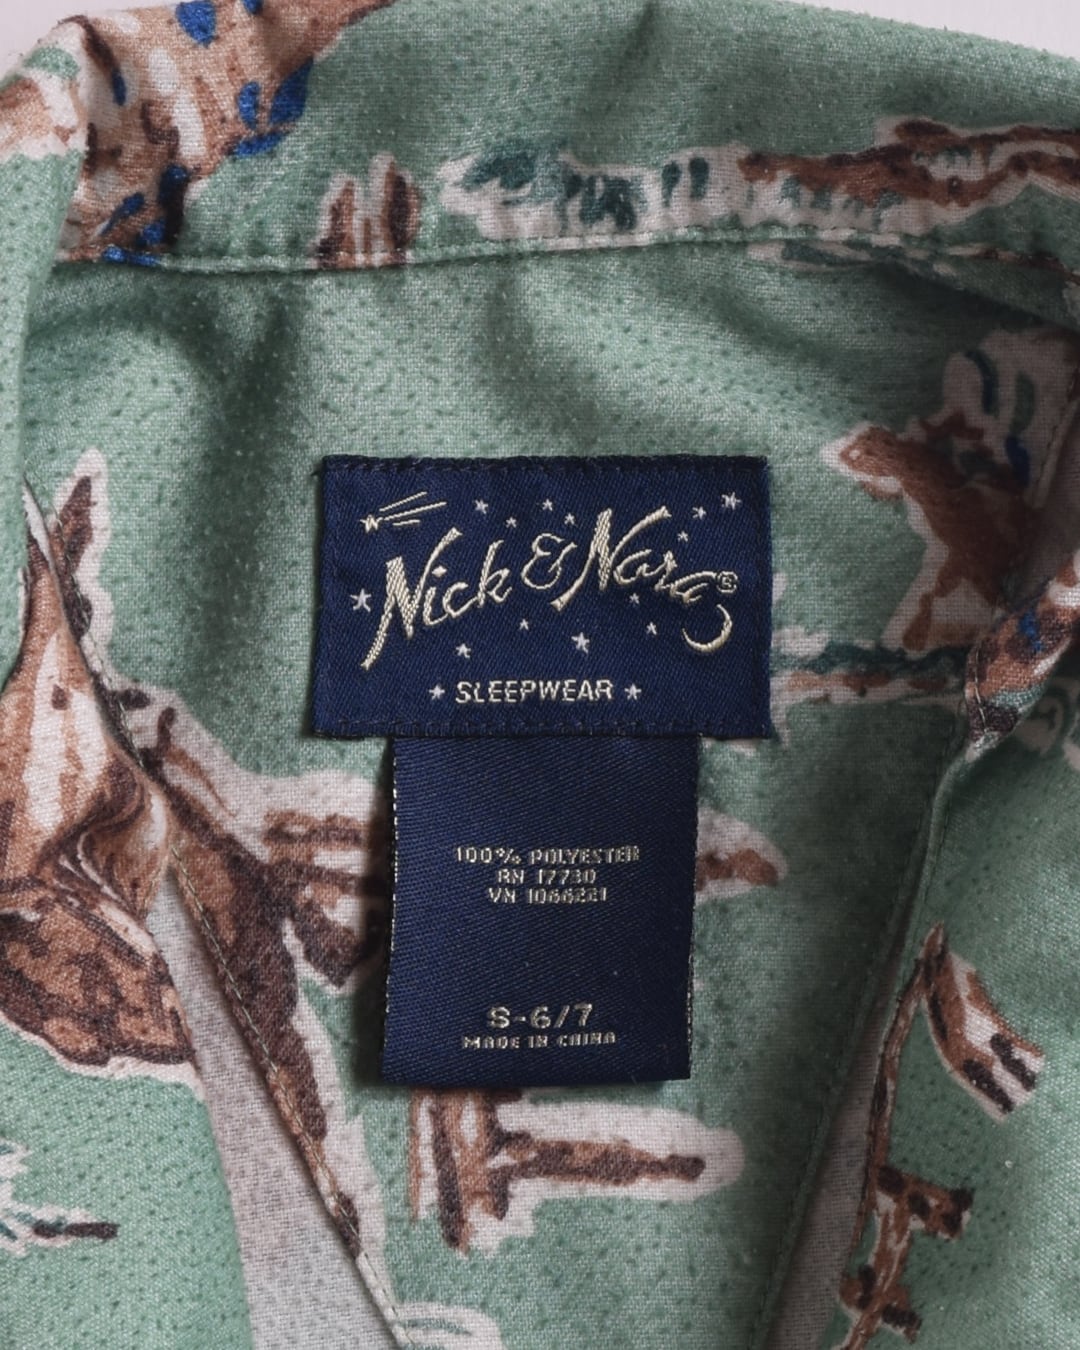 Nick & Nora®
SLEEPWEAR
100% POLYESTER
RN 17730
VN 1066221
S-6/7
MADE IN CHINA